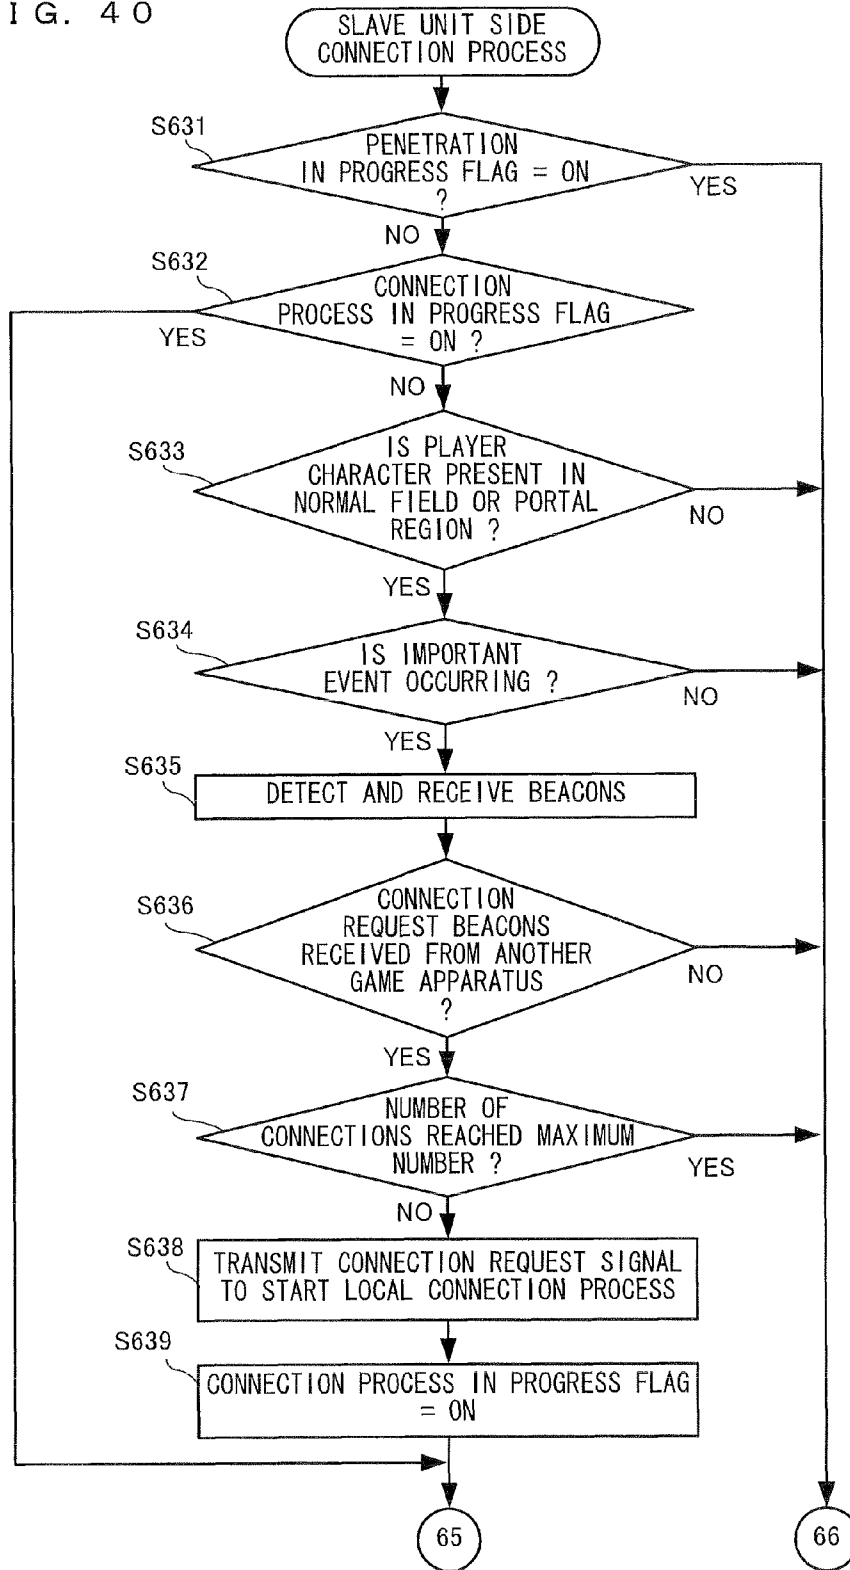 I G. 40
SLAVE UNIT SIDE
CONNECTION PROCESS
S631
PENETRATION
IN PROGRESS FLAG = ON
?
YES
NO
S632
CONNECTION
PROCESS IN PROGRESS FLAG
= ON ?
YES
NO
S633
IS PLAYER
CHARACTER PRESENT IN
NORMAL FIELD OR PORTAL
REGION ?
NO
YES
S634
IS IMPORTANT
EVENT OCCURRING ?
NO
YES
S635
DETECT AND RECEIVE BEACONS
S636
CONNECTION
REQUEST BEACONS
RECEIVED FROM ANOTHER
GAME APPARATUS
?
NO
YES
S637
NUMBER OF
CONNECTIONS REACHED MAXIMUM
NUMBER ?
YES
NO
S638
TRANSMIT CONNECTION REQUEST SIGNAL
TO START LOCAL CONNECTION PROCESS
S639
CONNECTION PROCESS IN PROGRESS FLAG
= ON
65
66